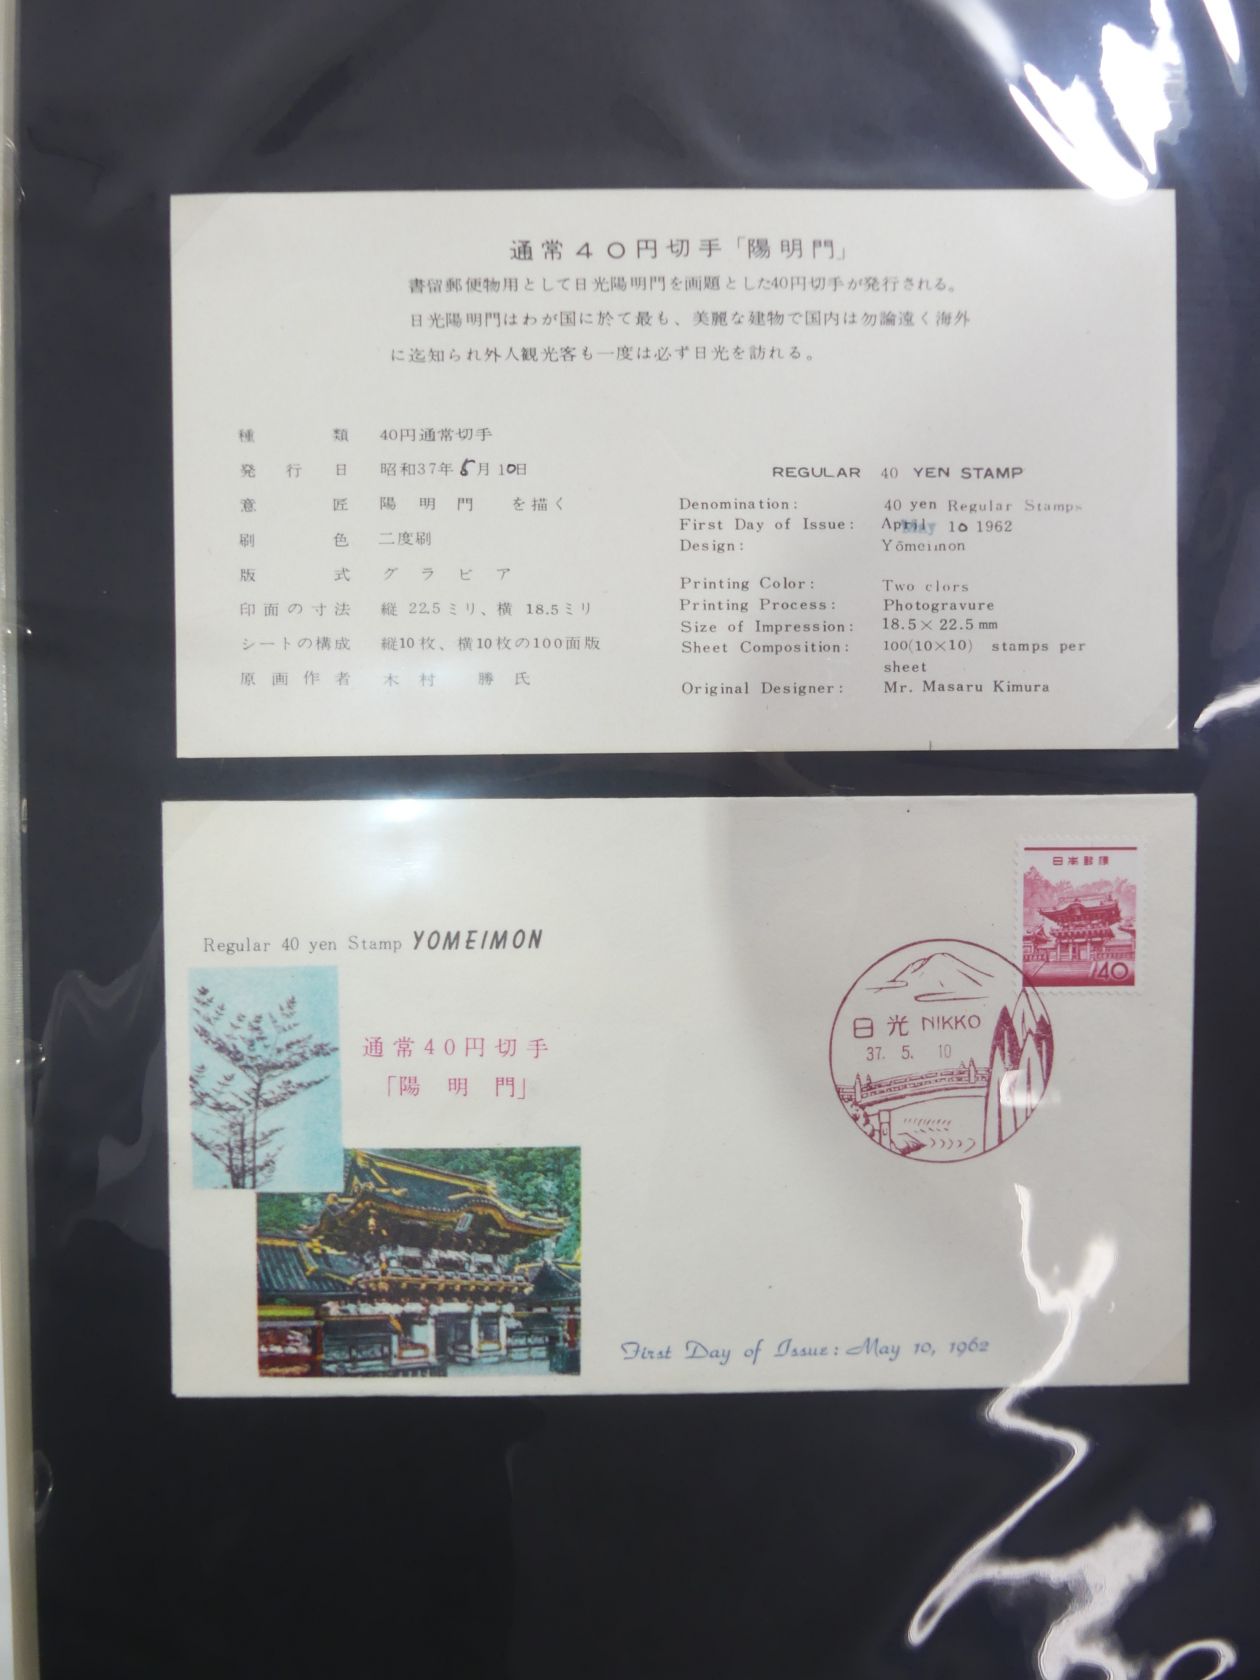 通常４０円切手「陽明門」
書留郵便物用として日光陽明門を画題とした40円切手が発行される。
日光陽明門はわが国に於て最も、美麗な建物で国内は勿論遠く海外
に迄知られ外人観光客も一度は必ず日光を訪れる。
種類 40円通常切手
発行日 昭和37年5月10日
意匠 陽明門 を描く
刷色 二度刷
版式 グラビア
印面の寸法 縦 22.5ミリ、横 18.5ミリ
シートの構成 縦10枚、横10枚の100面版
原画作者 木村 勝氏
REGULAR 40 YEN STAMP
Denomination: 40 yen Regular Stamps
First Day of Issue: April May 10 1962
Design: Yōmeimon
Printing Color: Two clors
Printing Process: Photogravure
Size of Impression: 18.5×22.5mm
Sheet Composition: 100(10×10) stamps per
sheet
Original Designer: Mr. Masaru Kimura
日本郵便
40
Regular 40 yen Stamp YOMEIMON
通常40円切手
「陽明門」
日光 NIKKO
37. 5. 10
First Day of Issue: May 10, 1962